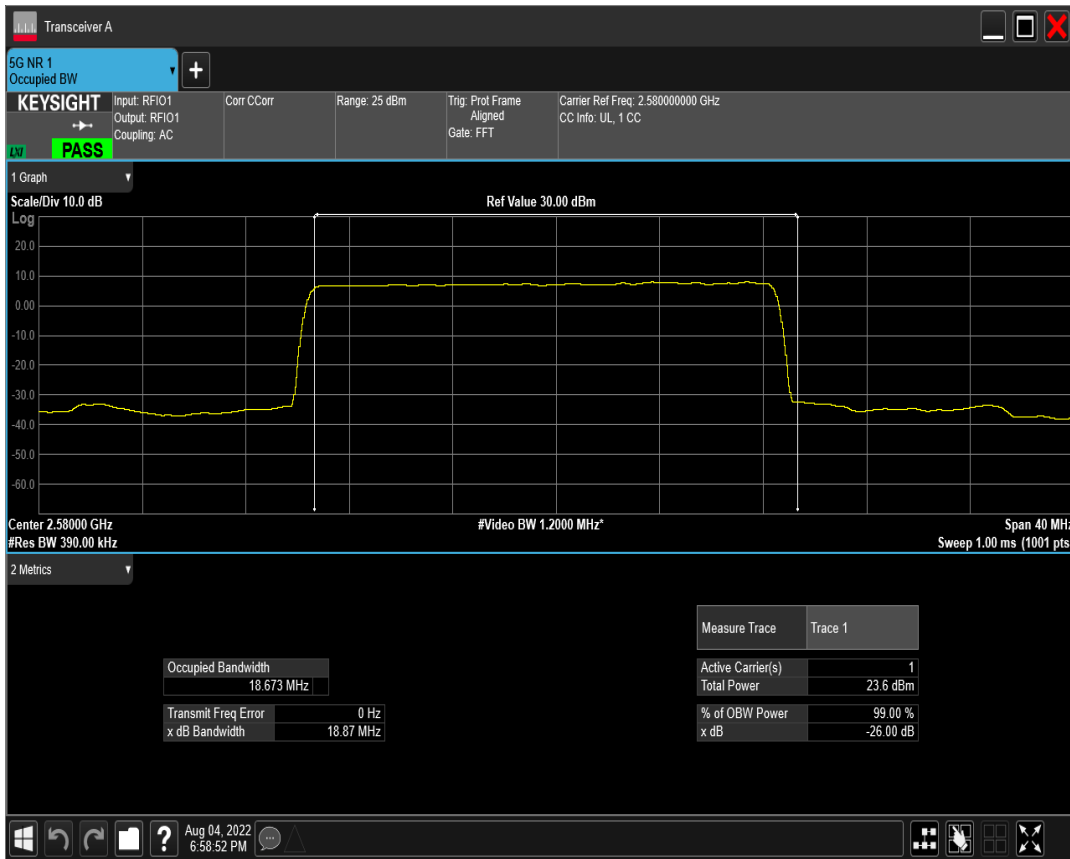 Transceiver A
5G NR 1
Occupied BW
KEYSIGHT
LXI
PASS
Input: RFIO1
Output: RFIO1
Coupling: AC
Corr CCorr
Range: 25 dBm
Trig: Prot Frame
Aligned
Gate: FFT
Carrier Ref Freq: 2.580000000 GHz
CC Info: UL, 1 CC
1 Graph
Scale/Div 10.0 dB
Ref Value 30.00 dBm
Log
20.0
10.0
0.00
-10.0
-20.0
-30.0
-40.0
-50.0
-60.0
Center 2.58000 GHz
#Video BW 1.2000 MHz*
Span 40 MHz
#Res BW 390.00 kHz
Sweep 1.00 ms (1001 pts
2 Metrics
Measure Trace Trace 1
Occupied Bandwidth
18.673 MHz
Active Carrier(s) 1
Total Power 23.6 dBm
Transmit Freq Error 0 Hz
x dB Bandwidth 18.87 MHz
% of OBW Power 99.00 %
x dB -26.00 dB
Aug 04, 2022
6:58:52 PM